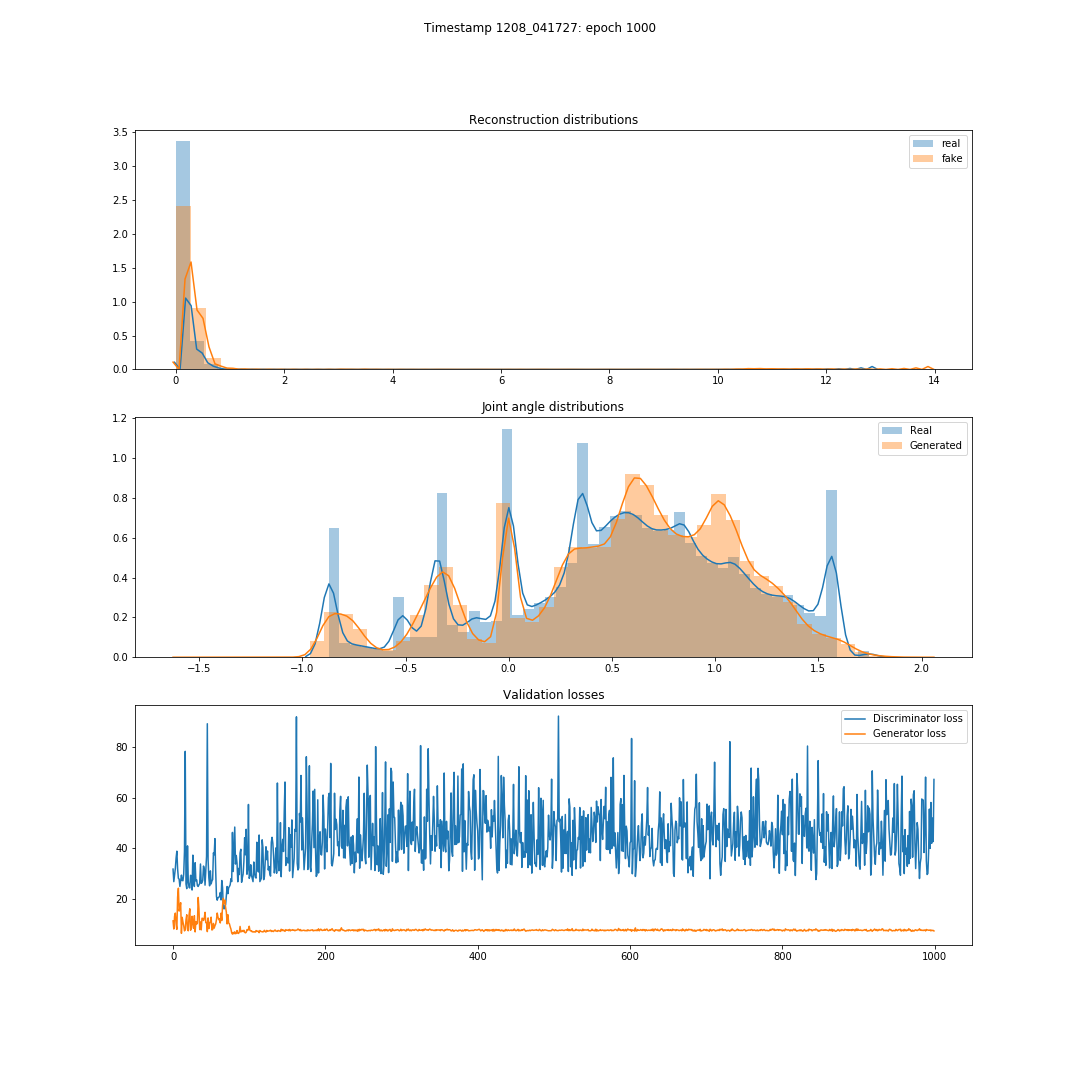 Timestamp 1208_041727: epoch 1000
Reconstruction distributions
3.5
3.0
2.5
2.0
1.5
1.0
0.5
0.0
real
fake
0 2 4 6 8 10 12 14
Joint angle distributions
1.2
1.0
0.8
0.6
0.4
0.2
0.0
Real
Generated
−1.5 −1.0 −0.5 0.0 0.5 1.0 1.5 2.0
Validation losses
80
60
40
20
Discriminator loss
Generator loss
0 200 400 600 800 1000